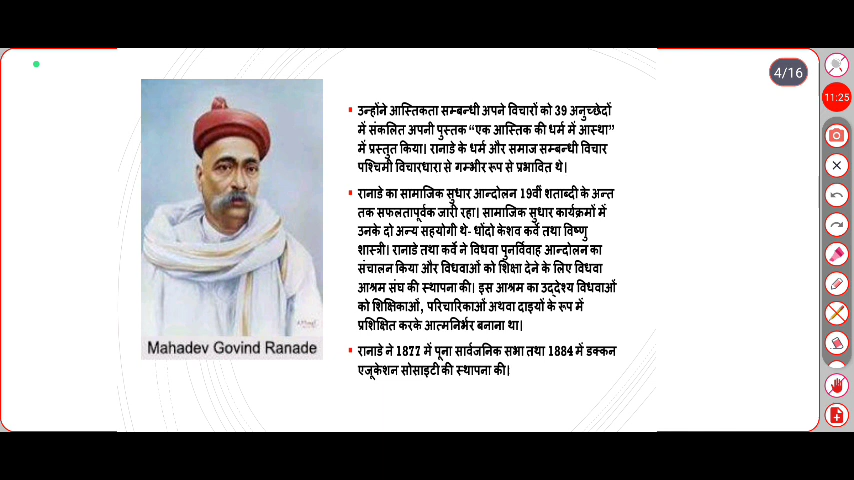 4/16
11:25
उन्होंने आस्तिकता सम्बन्धी अपने विचारों को 39 अनुच्छेदों
में संकलित अपनी पुस्तक “एक आस्तिक की धर्म में आस्था”
में प्रस्तुत किया। रानाडे के धर्म और समाज सम्बन्धी विचार
पश्चिमी विचारधारा से गम्भीर रूप से प्रभावित थे।
रानाडे का सामाजिक सुधार आन्दोलन 19वीं शताब्दी के अन्त
तक सफलतापूर्वक जारी रहा। सामाजिक सुधार कार्यक्रमों में
उनके दो अन्य सहयोगी थे- धोंदो केशव कर्वे तथा विष्णु
शास्त्री। रानाडे तथा कर्वे ने विधवा पुनर्विवाह आन्दोलन का
संचालन किया और विधवाओं को शिक्षा देने के लिए विधवा
आश्रम संघ की स्थापना की। इस आश्रम का उद्देश्य विधवाओं
को शिक्षिकाओं, परिचारिकाओं अथवा दाइयों के रूप में
प्रशिक्षित करके आत्मनिर्भर बनाना था।
रानाडे ने 1877 में पूना सार्वजनिक सभा तथा 1884 में डक्कन
एजूकेशन सोसाइटी की स्थापना की।
Mahadev Govind Ranade